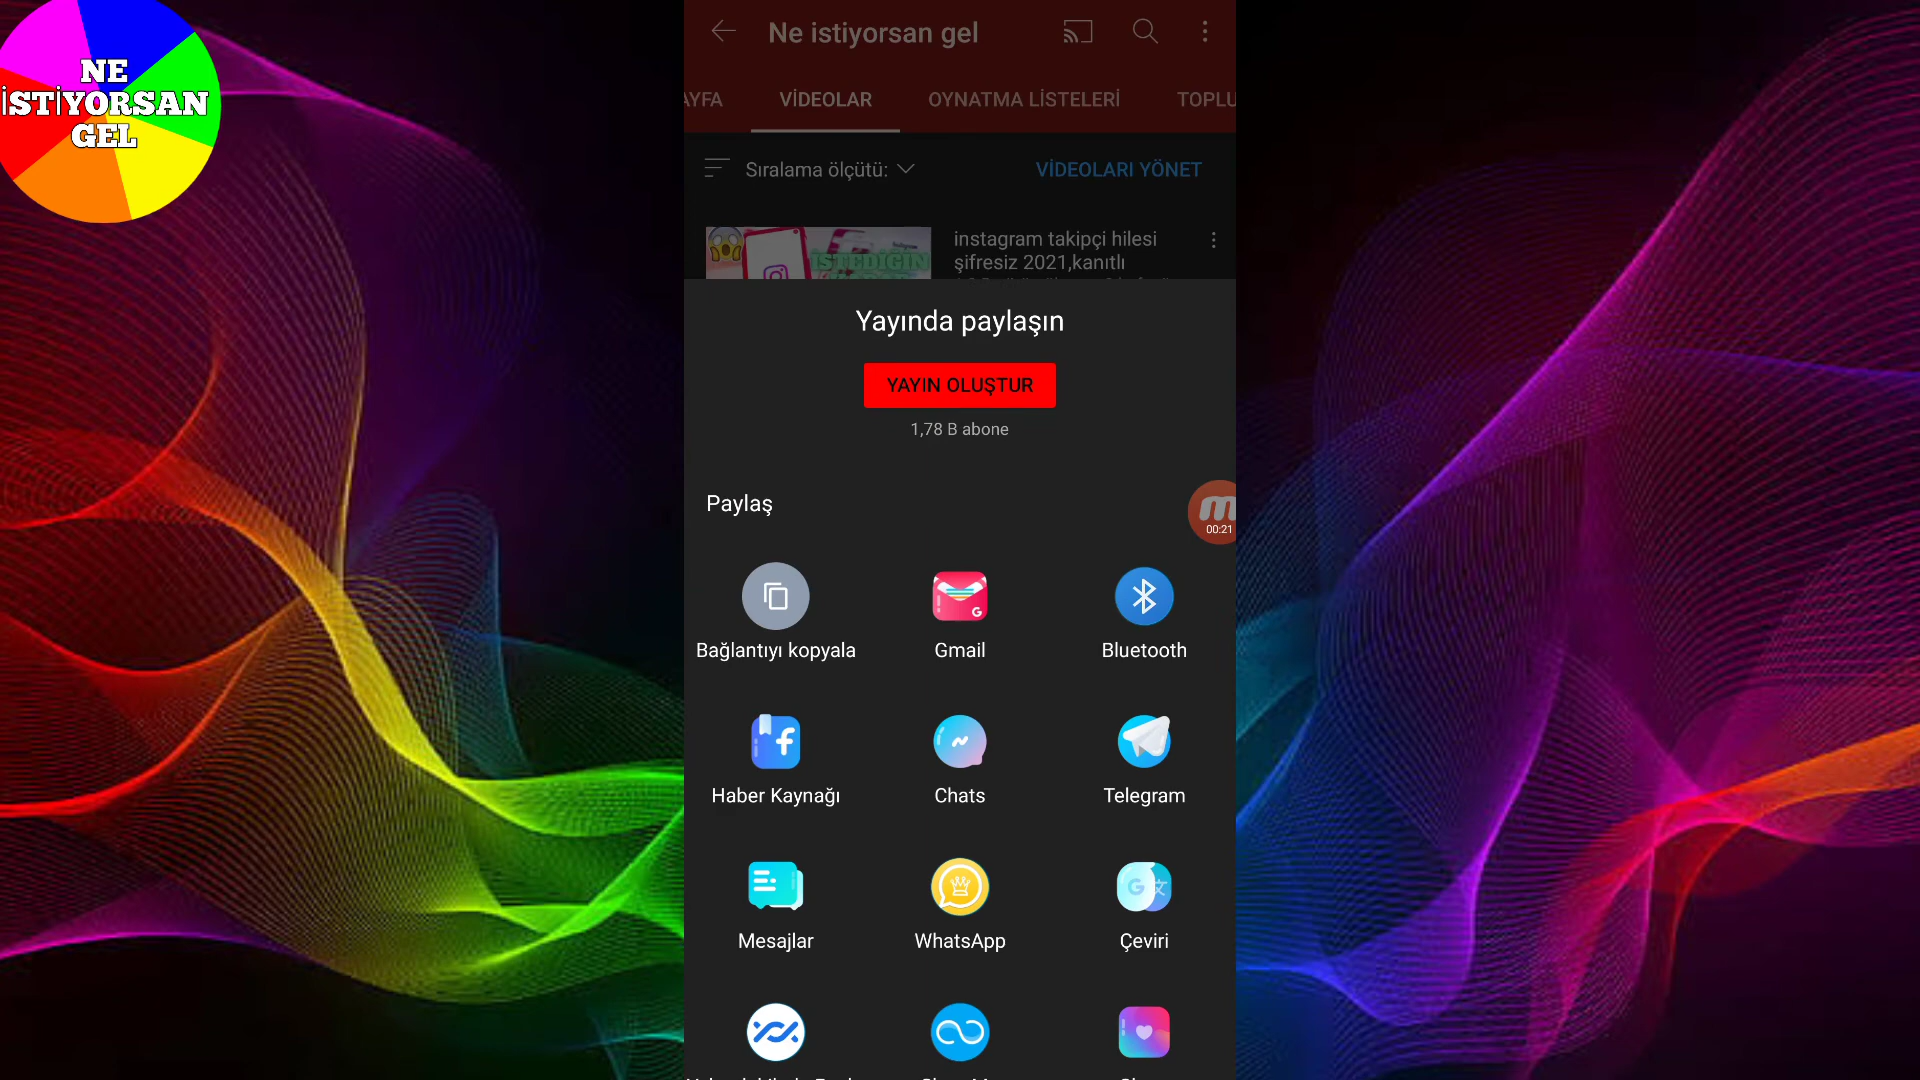 NE
İSTİYORSAN
GEL
Ne istiyorsan gel
AYFA
VİDEOLAR
OYNATMA LİSTELERİ
TOPLU
Sıralama ölçütü:
VİDEOLARI YÖNET
İSTEDİĞİN
instagram takipçi hilesi
şifresiz 2021,kanıtlı
Yayında paylaşın
YAYIN OLUŞTUR
1,78 B abone
Paylaş
00:21
Bağlantıyı kopyala
Gmail
Bluetooth
Haber Kaynağı
Chats
Telegram
Mesajlar
WhatsApp
Çeviri